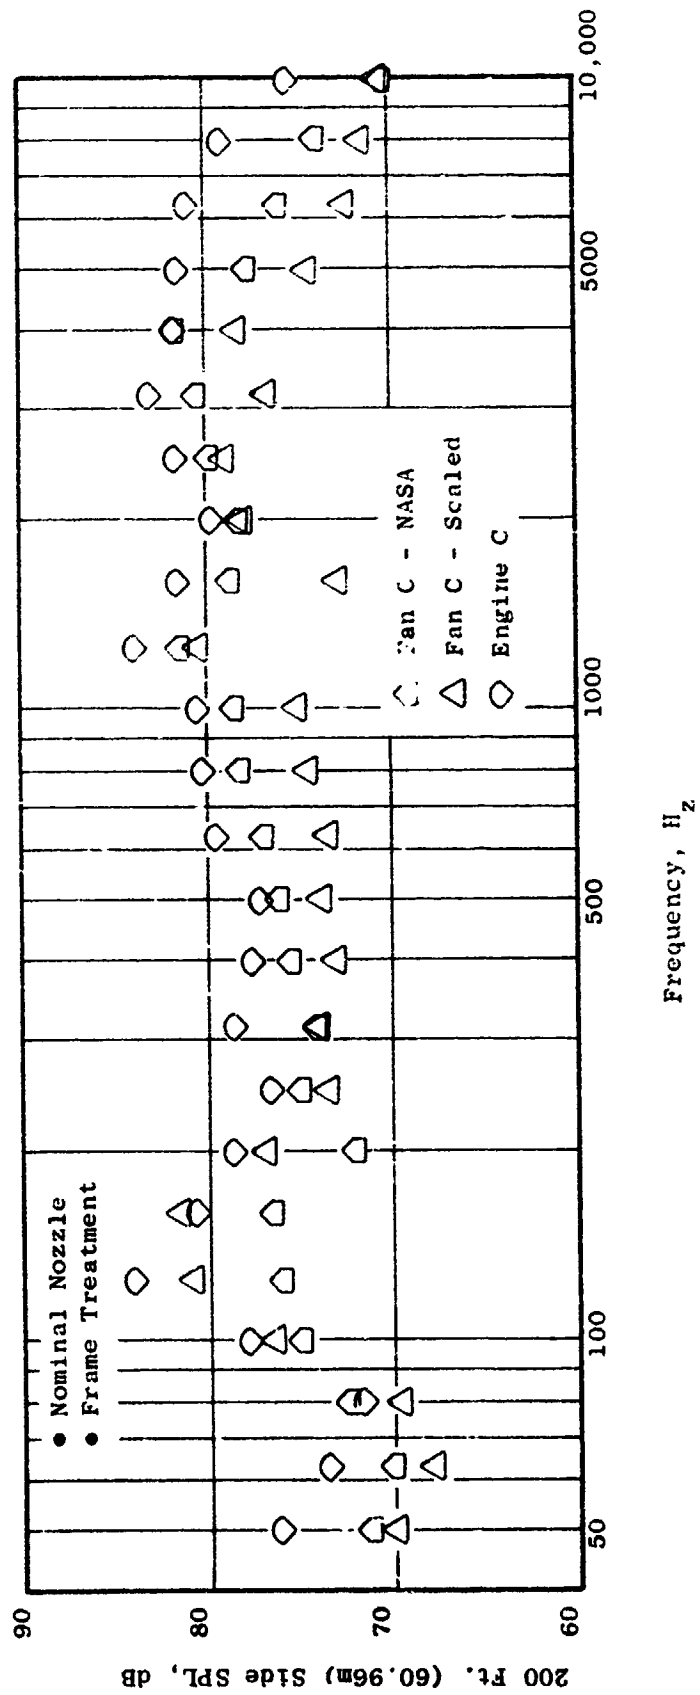 ● Nominal Nozzle
● Frame Treatment
90
80
70
60
200 Ft. (60.96m) Side SPL, dB
50
100
500
1000
5000
10,000
Frequency, Hz
Fan C - NASA
Fan C - Scaled
Engine C